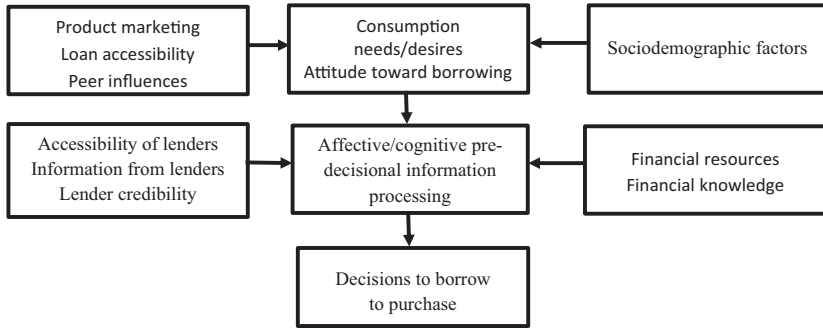 Product marketing
Loan accessibility
Peer influences
Consumption
needs/desires
Attitude toward borrowing
Sociodemographic factors
Accessibility of lenders
Information from lenders
Lender credibility
Affective/cognitive pre-
decisional information
processing
Financial resources
Financial knowledge
Decisions to borrow
to purchase